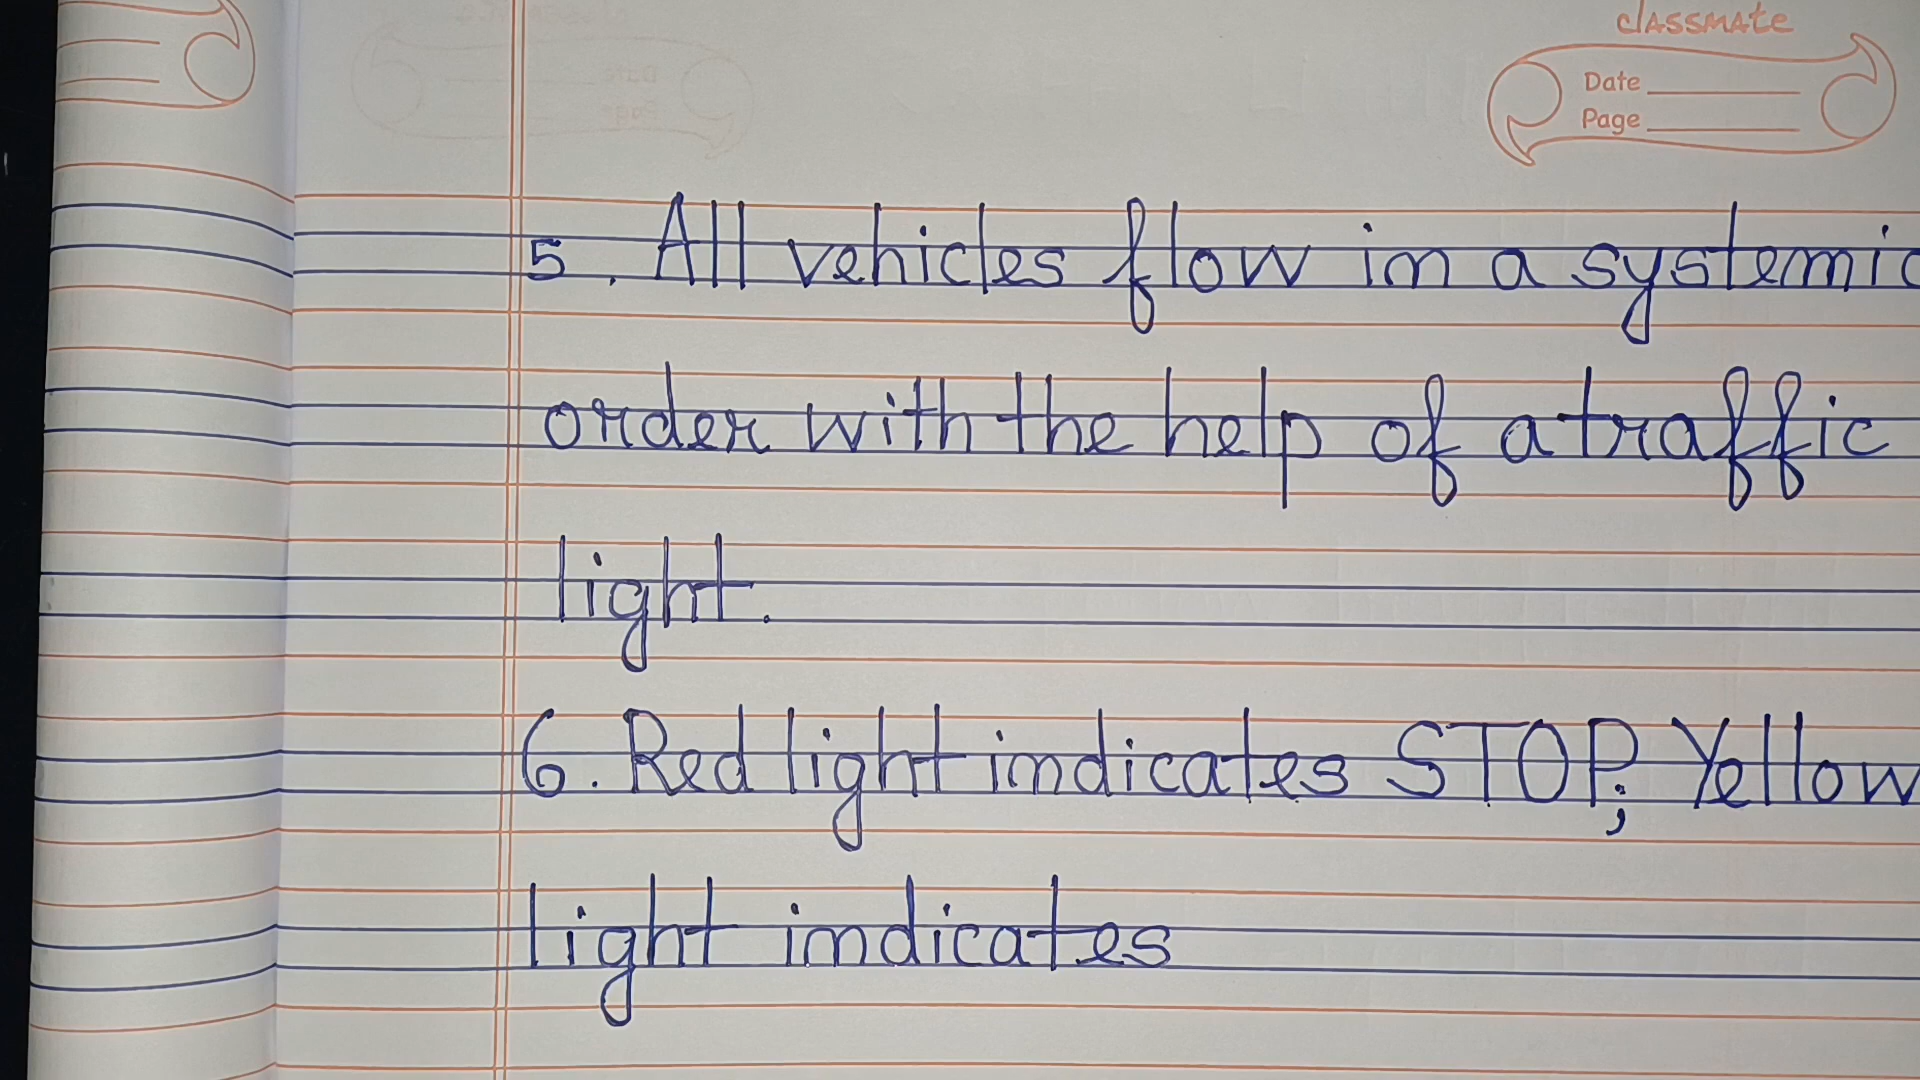 classmate
Date
Page
5. All vehicles flow in a systemic
order with the help of a traffic
light.
6. Red light indicates STOP; Yellow
light indicates